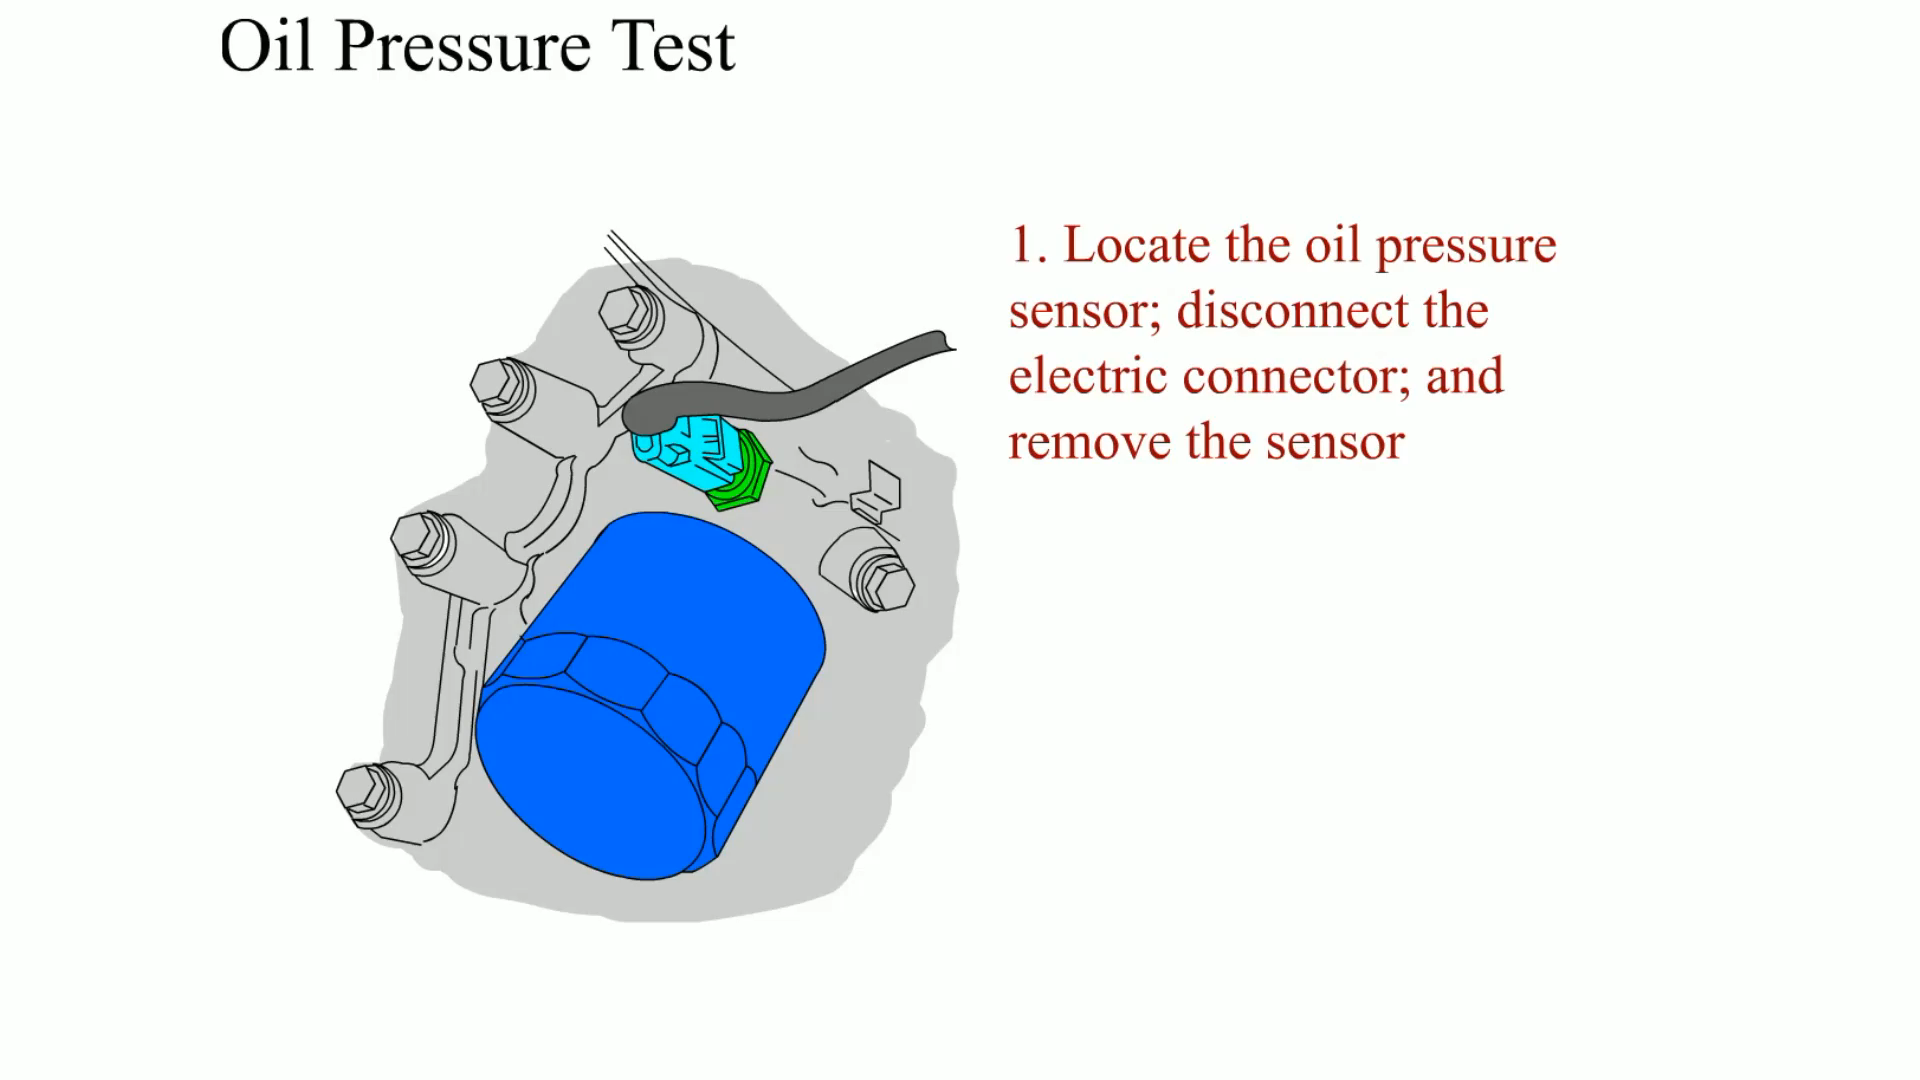 Oil Pressure Test
1. Locate the oil pressure
sensor; disconnect the
electric connector; and
remove the sensor